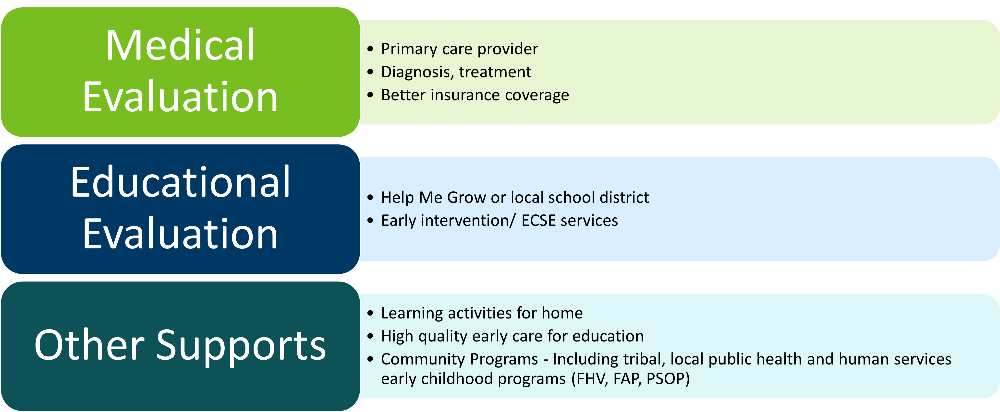 Medical
Evaluation
• Primary care provider
• Diagnosis, treatment
• Better insurance coverage
Educational
Evaluation
• Help Me Grow or local school district
• Early intervention/ ECSE services
Other Supports
• Learning activities for home
• High quality early care for education
• Community Programs - Including tribal, local public health and human services
early childhood programs (FHV, FAP, PSOP)